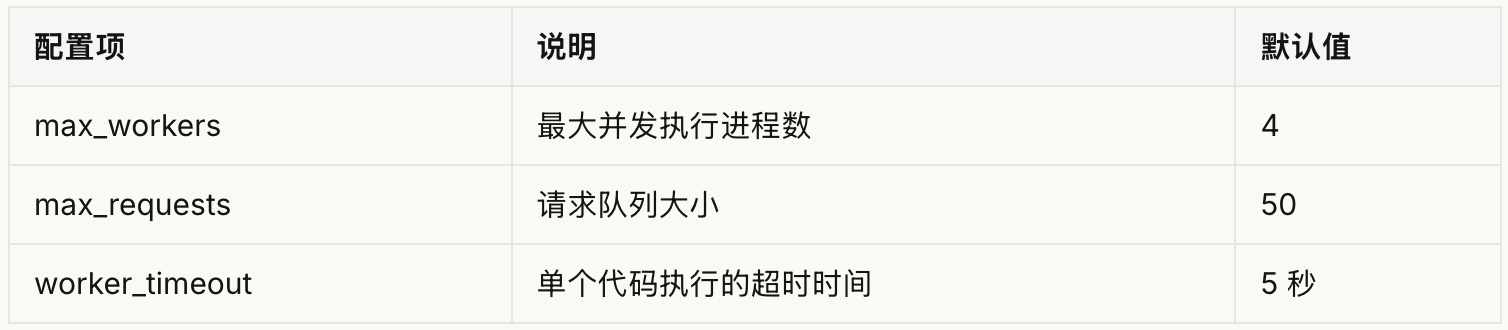 配置项 说明 默认值
max_workers 最大并发执行进程数 4
max_requests 请求队列大小 50
worker_timeout 单个代码执行的超时时间 5 秒